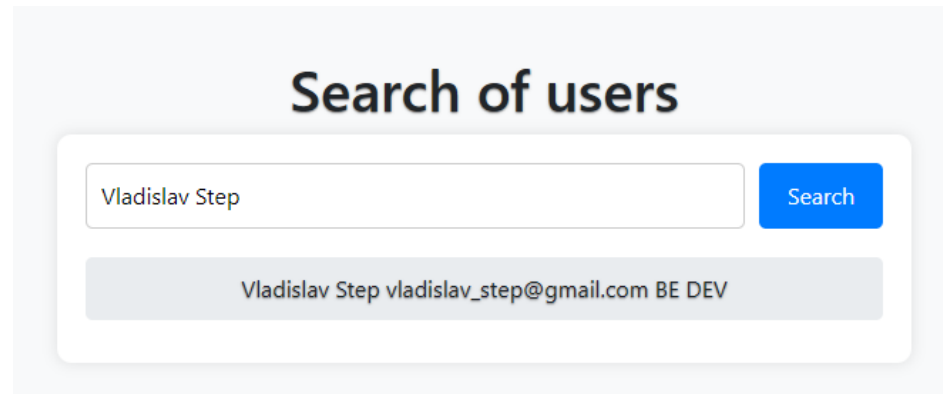 Search of users
Vladislav Step
Search
Vladislav Step vladislav_step@gmail.com BE DEV